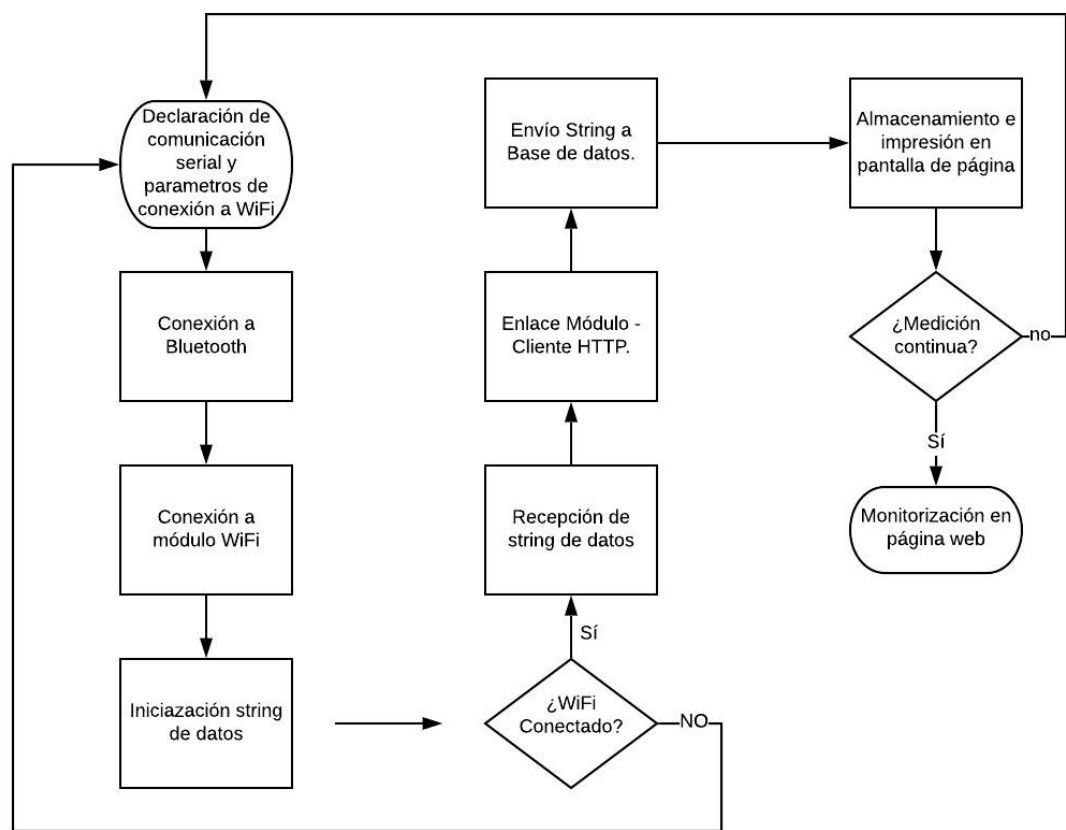 Declaración de
comunicación
serial y
parametros de
conexión a WiFi
Conexión a
Bluetooth
Conexión a
módulo WiFi
Iniciazación string
de datos
¿WiFi
Conectado?
NO
Sí
Recepción de
string de datos
Enlace Módulo -
Cliente HTTP.
Envío String a
Base de datos.
Almacenamiento e
impresión en
pantalla de página
¿Medición
continua?
no
Sí
Monitorización en
página web